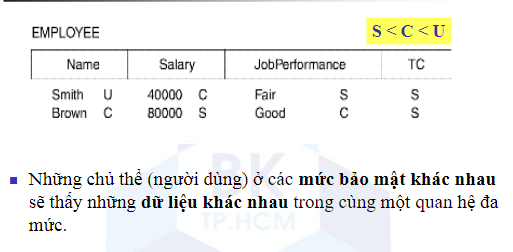 EMPLOYEE S < C < U
Name Salary JobPerformance TC
Smith U 40000 C Fair S S
Brown C 80000 S Good C S
Những chủ thể (người dùng) ở các mức bảo mật khác nhau
sẽ thấy những dữ liệu khác nhau trong cùng một quan hệ đa
mức.
BK
TP.HCM